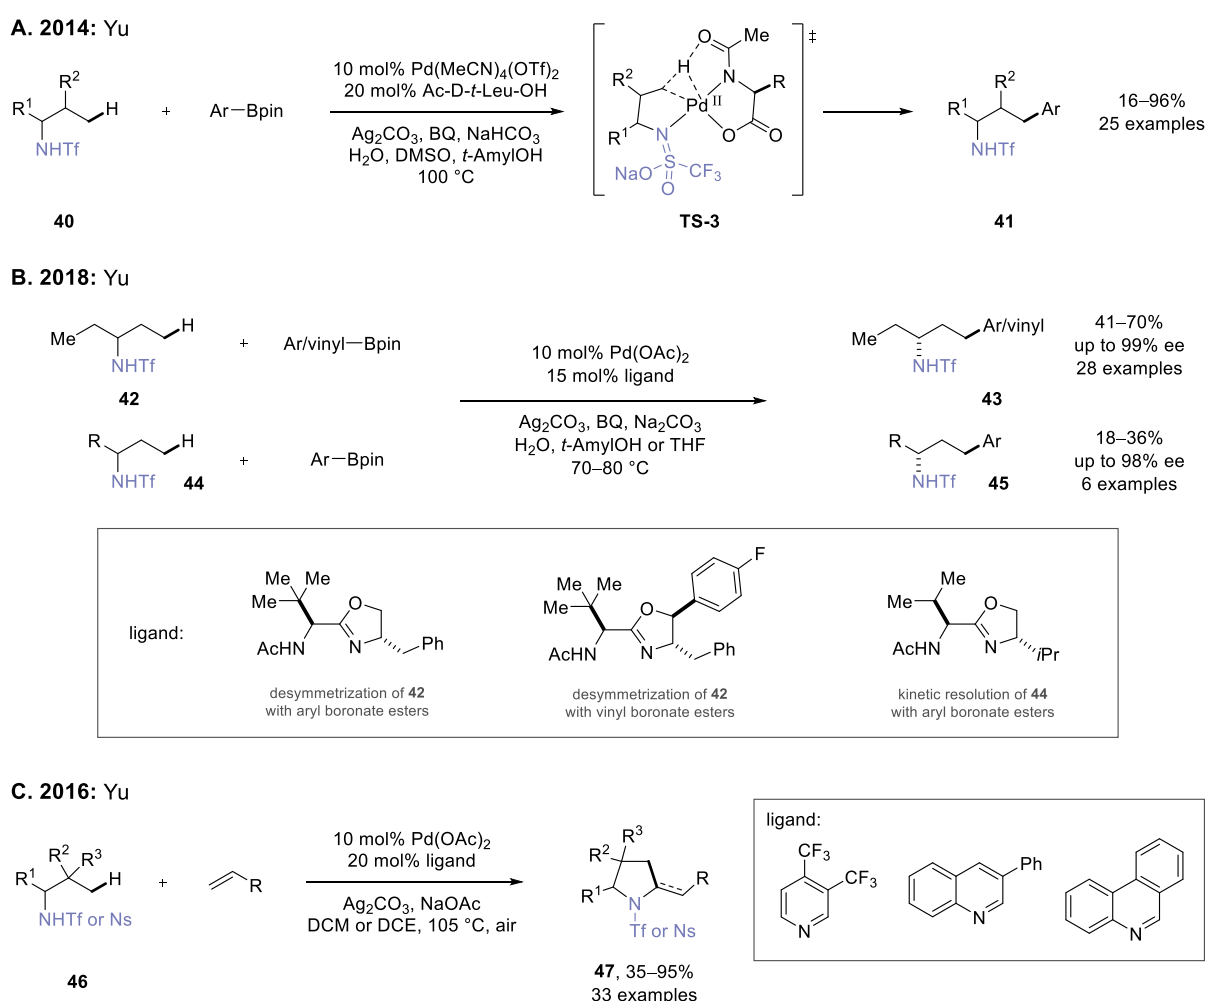 A. 2014: Yu
R1
R2
H
NHTf
40
+
Ar—Bpin
10 mol% Pd(MeCN)4(OTf)2
20 mol% Ac-D-t-Leu-OH
Ag2CO3, BQ, NaHCO3
H2O, DMSO, t-AmylOH
100 °C
O
Me
H
N
R
R2
PdII
R1
N
O
O
NaO
S
CF3
O
‡
TS-3
R2
R1
Ar
NHTf
41
16–96%
25 examples
B. 2018: Yu
Me
H
NHTf
42
+
Ar/vinyl—Bpin
R
H
NHTf
44
+
Ar—Bpin
10 mol% Pd(OAc)2
15 mol% ligand
Ag2CO3, BQ, Na2CO3
H2O, t-AmylOH or THF
70–80 °C
Me
Ar/vinyl
NHTf
43
41–70%
up to 99% ee
28 examples
R
Ar
NHTf
45
18–36%
up to 98% ee
6 examples
ligand:
Me
Me
Me
O
AcHN
N
Ph
desymmetrization of 42
with aryl boronate esters
F
Me
Me
Me
O
AcHN
N
Ph
desymmetrization of 42
with vinyl boronate esters
Me
Me
O
AcHN
N
iPr
kinetic resolution of 44
with aryl boronate esters
C. 2016: Yu
R2
R3
R1
H
NHTf or Ns
46
+
R
10 mol% Pd(OAc)2
20 mol% ligand
Ag2CO3, NaOAc
DCM or DCE, 105 °C, air
R3
R2
R1
R
N
Tf or Ns
47, 35–95%
33 examples
ligand:
CF3
CF3
N
Ph
N
N